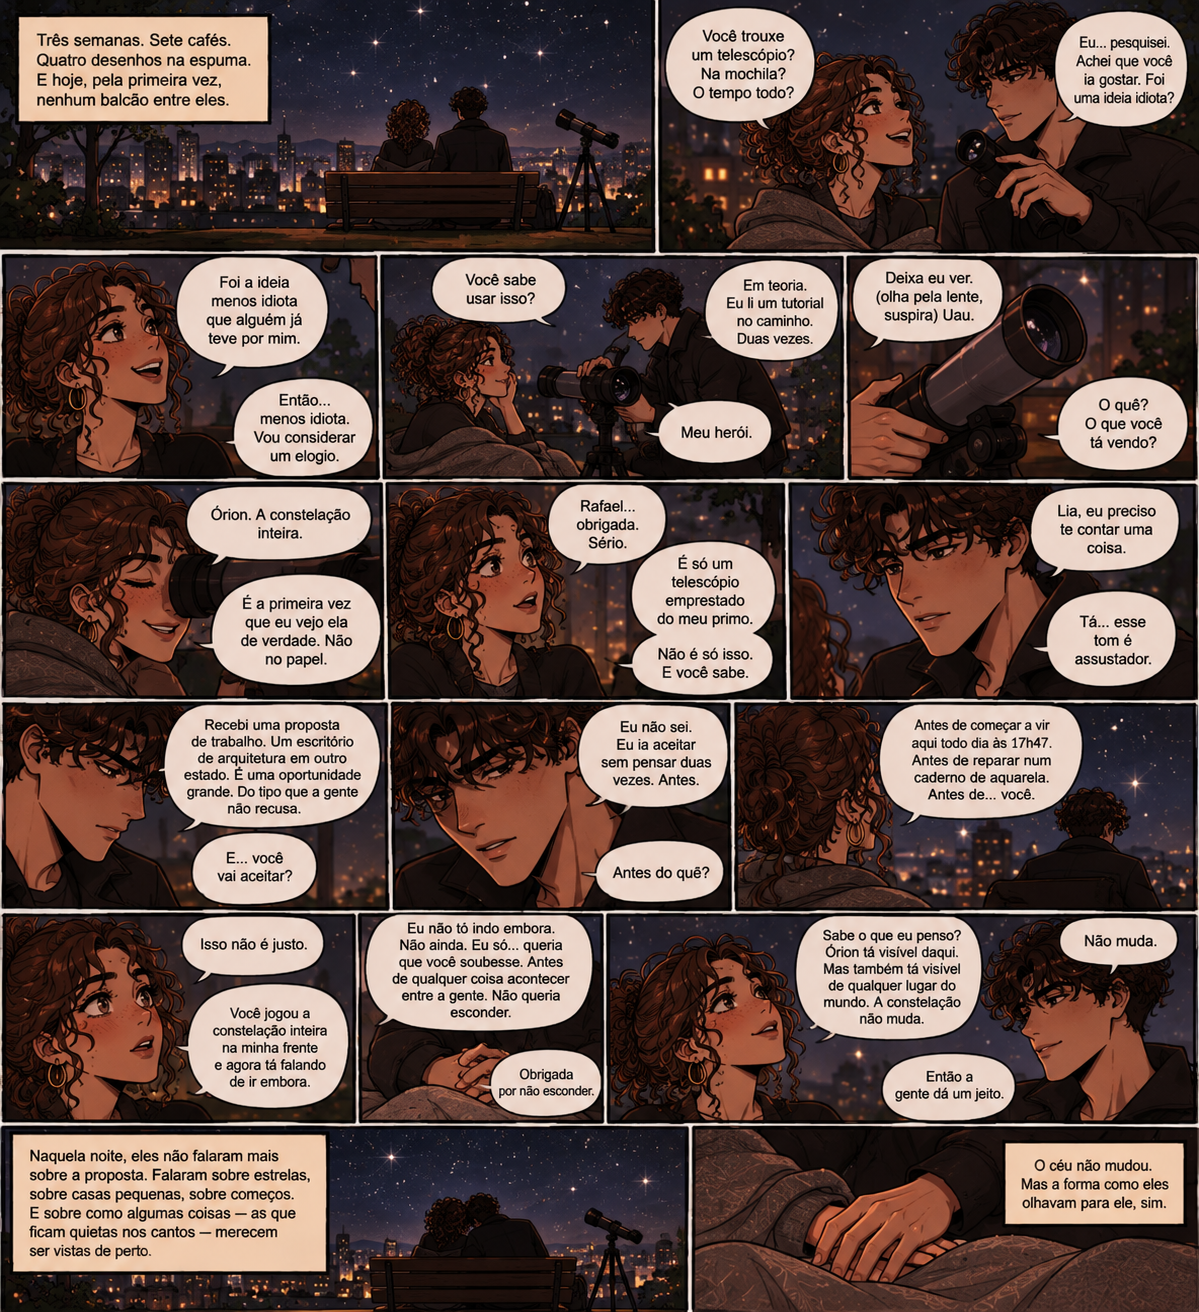 Três semanas. Sete cafés.
Quatro desenhos na espuma.
E hoje, pela primeira vez,
nenhum balcão entre eles.
Você trouxe
um telescópio?
Na mochila?
O tempo todo?
Eu... pesquisei.
Achei que você
ia gostar. Foi
uma ideia idiota?
Foi a ideia
menos idiota
que alguém já
teve por mim.
Então...
menos idiota.
Vou considerar
um elogio.
Você sabe
usar isso?
Em teoria.
Eu li um tutorial
no caminho.
Duas vezes.
Meu herói.
Deixa eu ver.
(olha pela lente,
suspira) Uau.
O quê?
O que você
tá vendo?
Órion. A constelação
inteira.
É a primeira vez
que eu vejo ela
de verdade. Não
no papel.
Rafael...
obrigada.
Sério.
É só um
telescópio
emprestado
do meu primo.
Não é só isso.
E você sabe.
Lia, eu preciso
te contar uma
coisa.
Tá... esse
tom é
assustador.
Recebi uma proposta
de trabalho. Um escritório
de arquitetura em outro
estado. É uma oportunidade
grande. Do tipo que a gente
não recusa.
E... você
vai aceitar?
Eu não sei.
Eu ia aceitar
sem pensar duas
vezes. Antes.
Antes do quê?
Antes de começar a vir
aqui todo dia às 17h47.
Antes de reparar num
caderno de aquarela.
Antes de... você.
Isso não é justo.
Você jogou a
constelação inteira
na minha frente
e agora tá falando
de ir embora.
Eu não tó indo embora.
Não ainda. Eu só... queria
que você soubesse. Antes
de qualquer coisa acontecer
entre a gente. Não queria
esconder.
Obrigada
por não esconder.
Sabe o que eu penso?
Órion tá visível daqui.
Mas também tá visivel
de qualquer lugar do
mundo. A constelação
não muda.
Não muda.
Então a
gente dá um jeito.
Naquela noite, eles não falaram mais
sobre a proposta. Falaram sobre estrelas,
sobre casas pequenas, sobre começos.
E sobre como algumas coisas — as que
ficam quietas nos cantos — merecem
ser vistas de perto.
O céu não mudou.
Mas a forma como eles
olhavam para ele, sim.